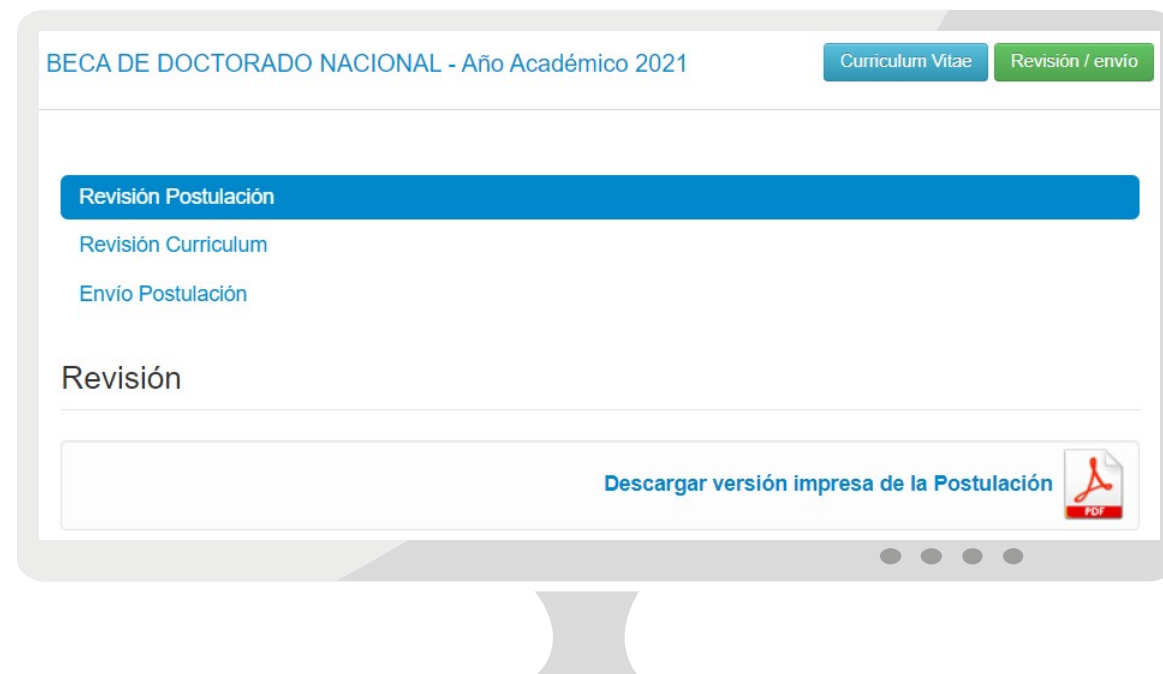 BECA DE DOCTORADO NACIONAL - Año Académico 2021
Curriculum Vitae
Revisión / envío
Revisión Postulación
Revisión Curriculum
Envío Postulación
Revisión
Descargar versión impresa de la Postulación
PDF